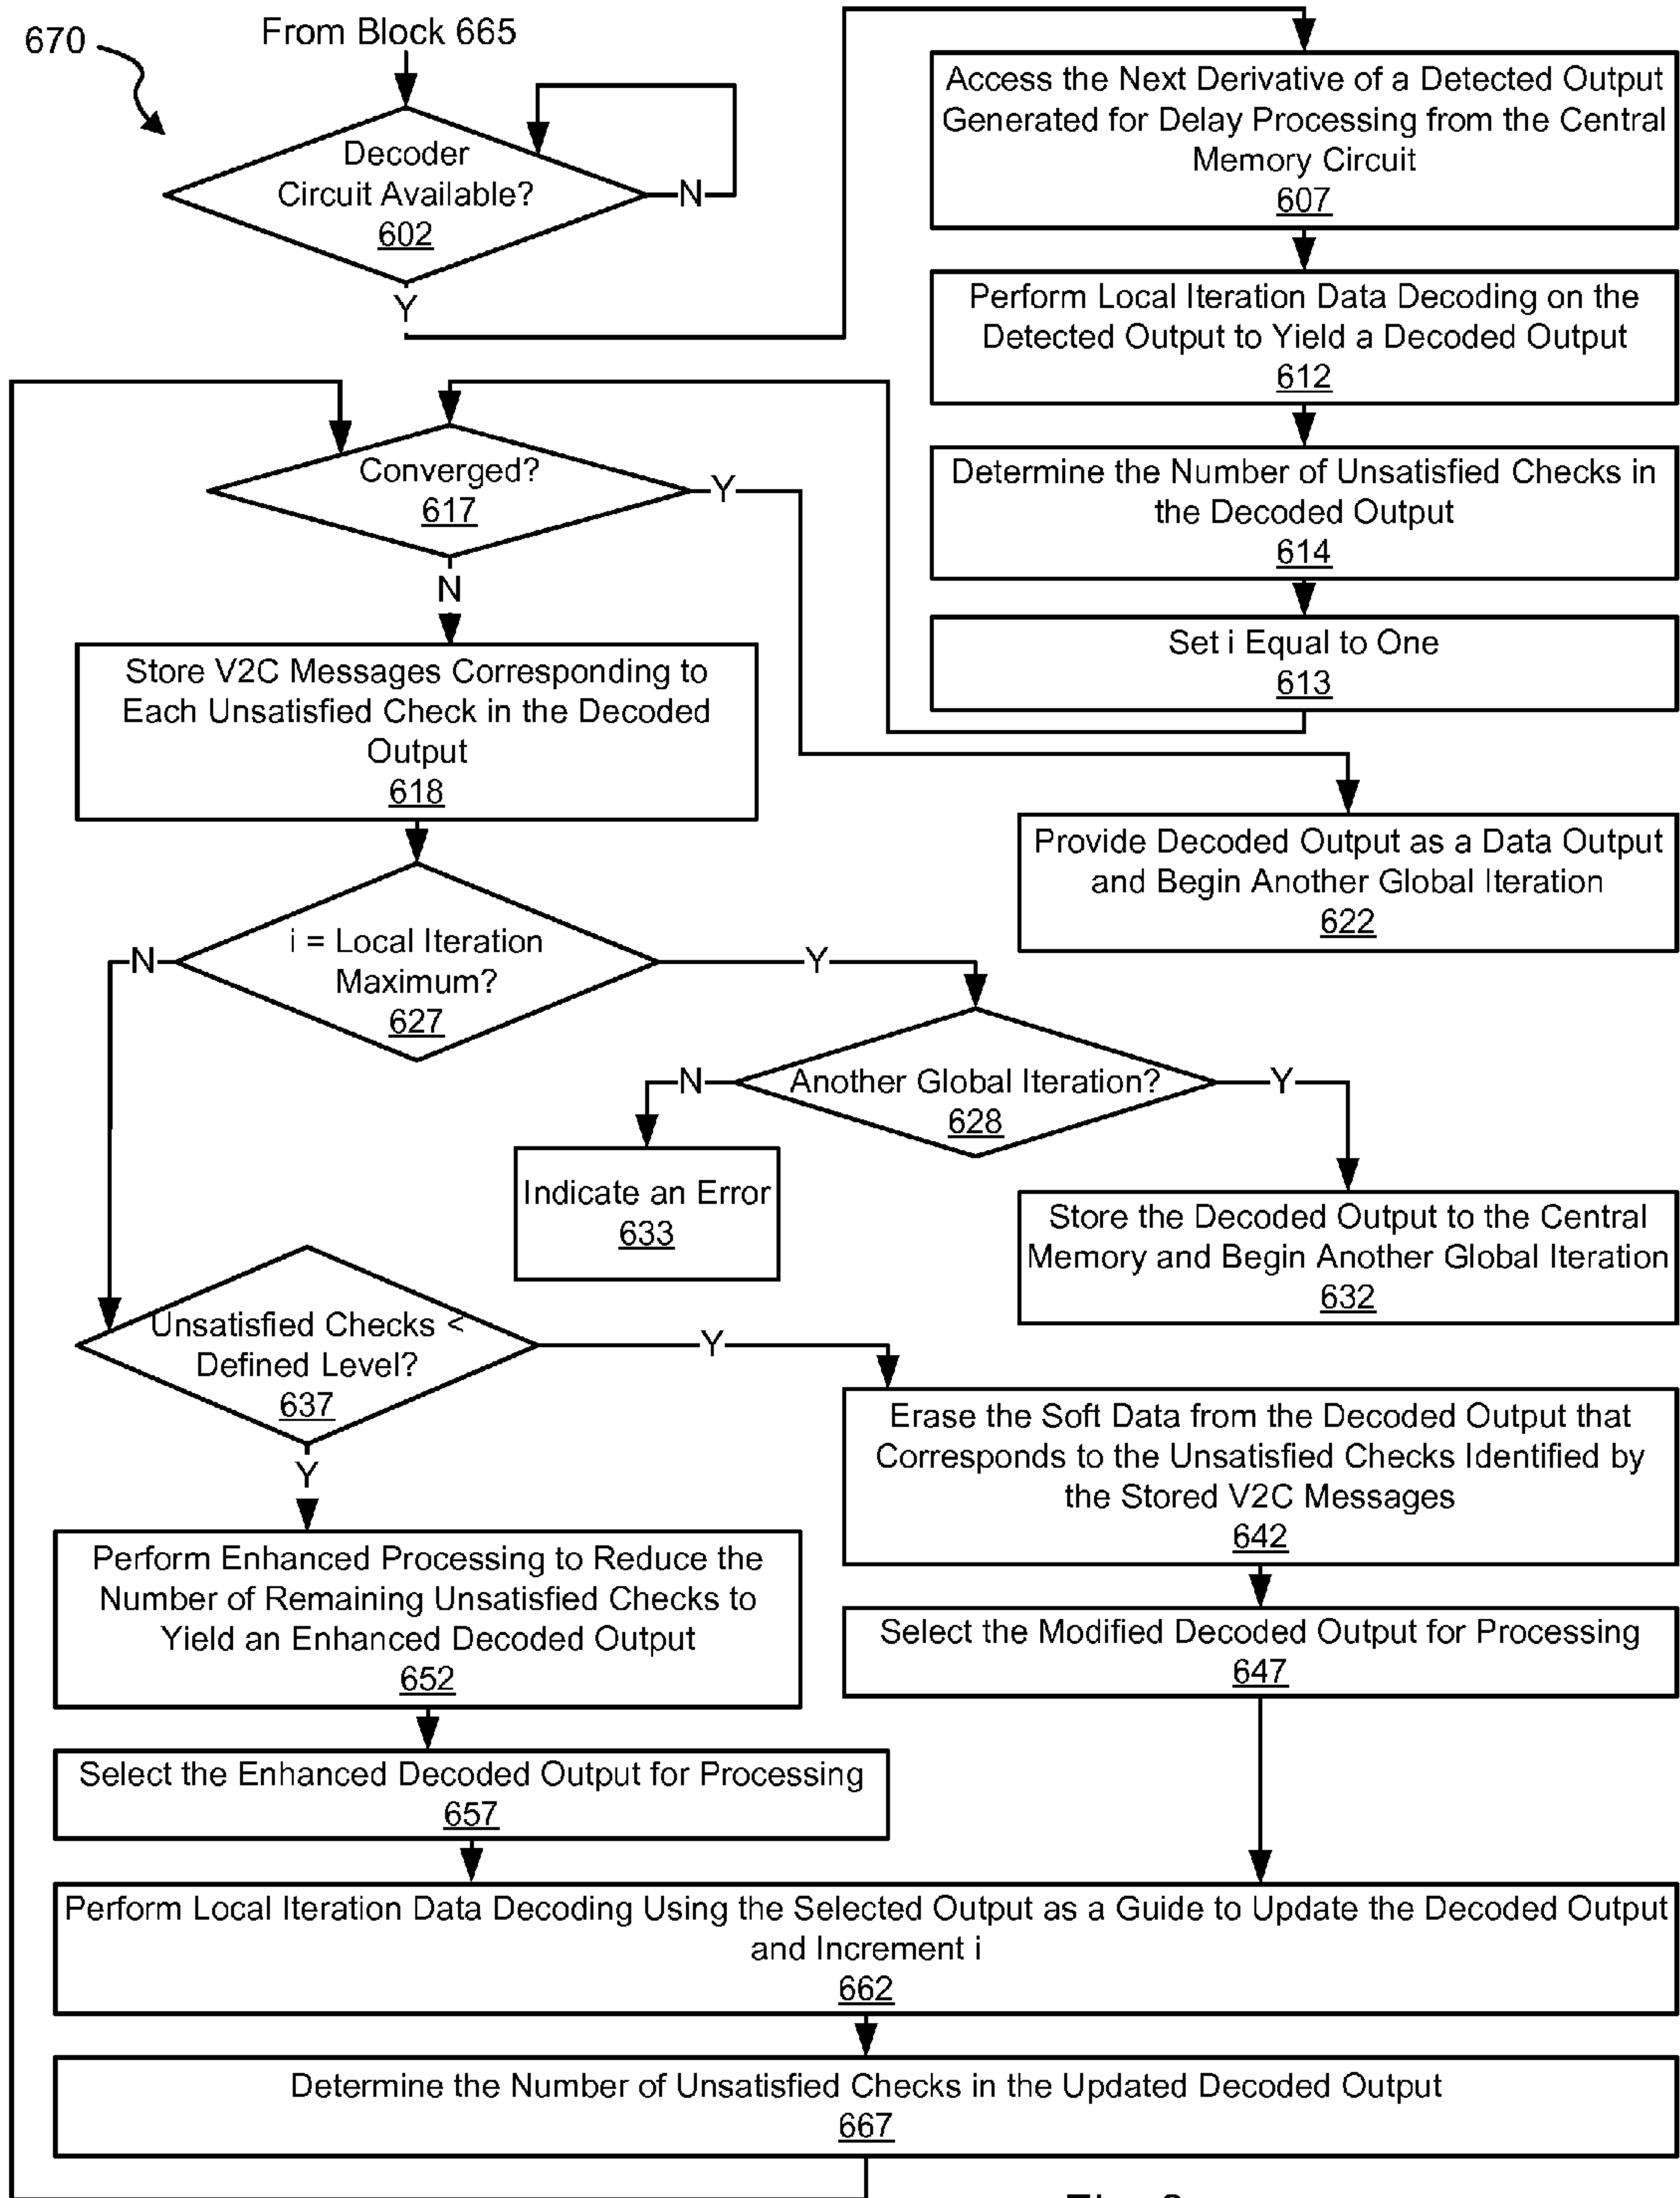 670
From Block 665
Decoder
Circuit Available?
602
N
Y
Access the Next Derivative of a Detected Output
Generated for Delay Processing from the Central
Memory Circuit
607
Perform Local Iteration Data Decoding on the
Detected Output to Yield a Decoded Output
612
Determine the Number of Unsatisfied Checks in
the Decoded Output
614
Set i Equal to One
613
Converged?
617
Y
N
Store V2C Messages Corresponding to
Each Unsatisfied Check in the Decoded
Output
618
Provide Decoded Output as a Data Output
and Begin Another Global Iteration
622
i = Local Iteration
Maximum?
627
N
Y
Another Global Iteration?
628
N
Y
Indicate an Error
633
Store the Decoded Output to the Central
Memory and Begin Another Global Iteration
632
Unsatisfied Checks <
Defined Level?
637
Y
Y
Erase the Soft Data from the Decoded Output that
Corresponds to the Unsatisfied Checks Identified by
the Stored V2C Messages
642
Select the Modified Decoded Output for Processing
647
Perform Enhanced Processing to Reduce the
Number of Remaining Unsatisfied Checks to
Yield an Enhanced Decoded Output
652
Select the Enhanced Decoded Output for Processing
657
Perform Local Iteration Data Decoding Using the Selected Output as a Guide to Update the Decoded Output
and Increment i
662
Determine the Number of Unsatisfied Checks in the Updated Decoded Output
667